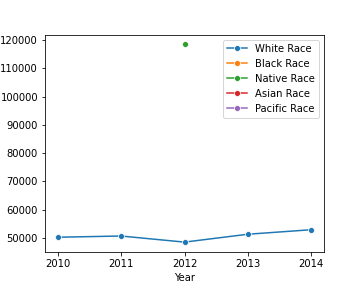 120000
110000
100000
90000
80000
70000
60000
50000
2010 2011 2012 2013 2014
Year
White Race
Black Race
Native Race
Asian Race
Pacific Race